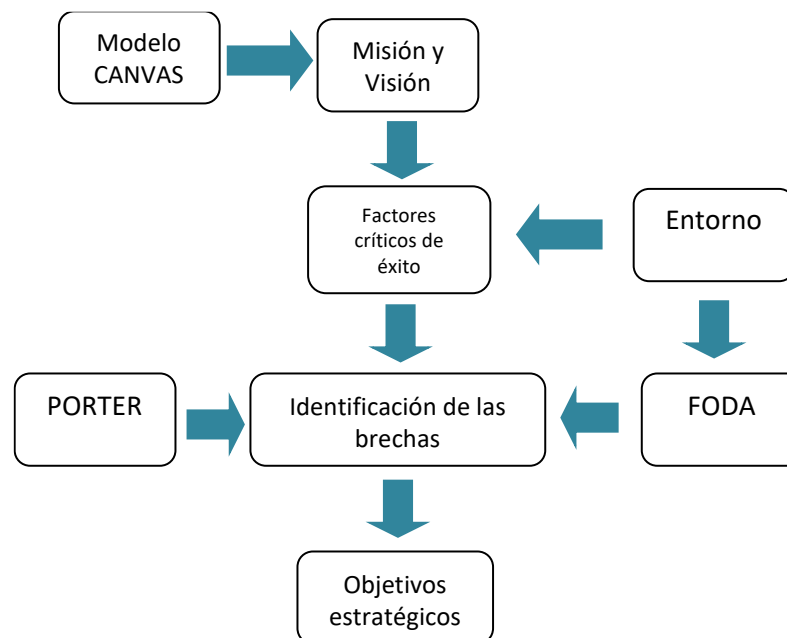 Modelo
CANVAS
Misión y
Visión
Factores
críticos de
éxito
Entorno
PORTER
Identificación de las
brechas
FODA
Objetivos
estratégicos